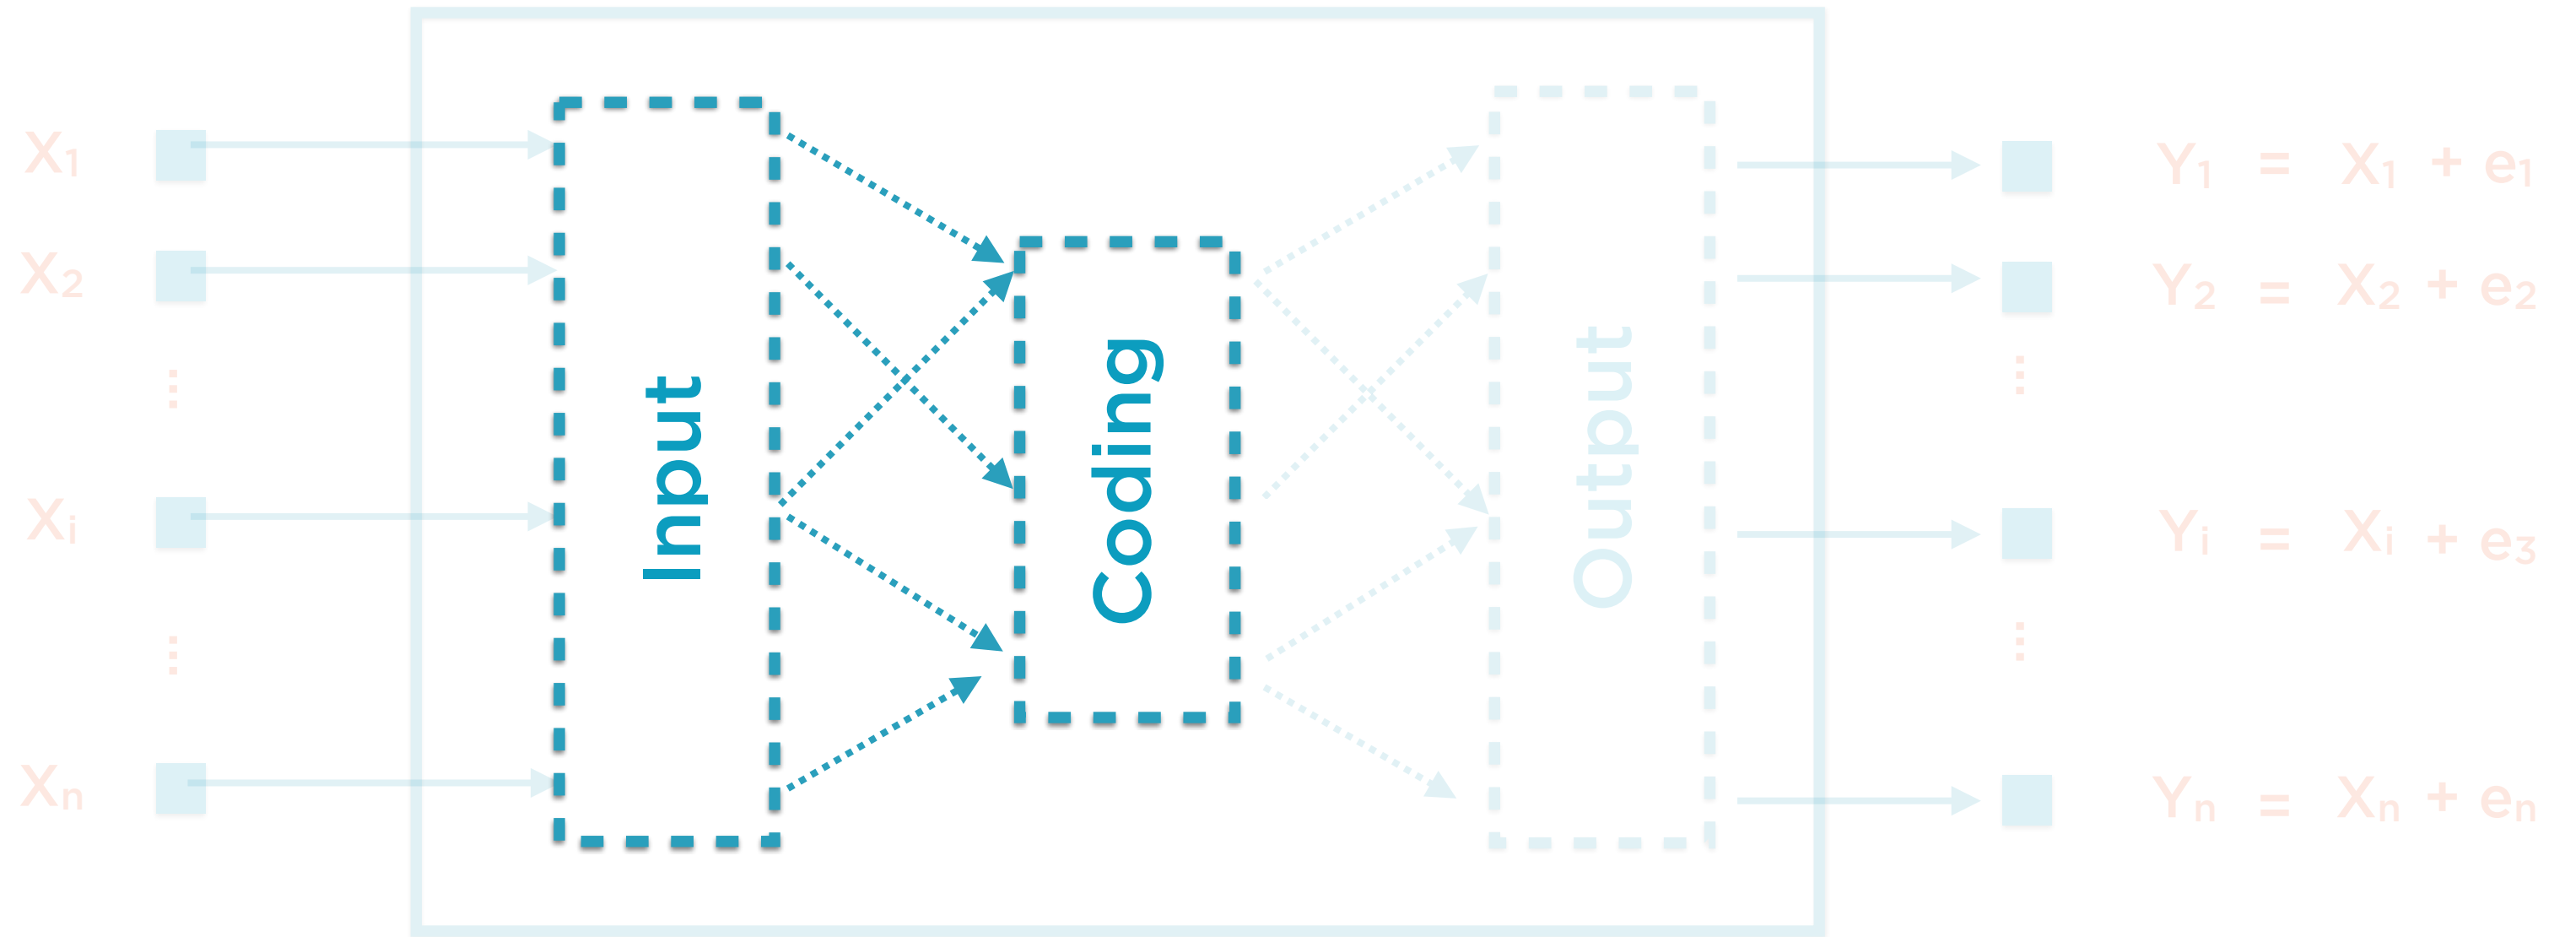 X1
X2
⋮
Xi
⋮
Xn
Input
Coding
Output
Y1 = X1 + e1
Y2 = X2 + e2
⋮
Yi = Xi + e3
⋮
Yn = Xn + en